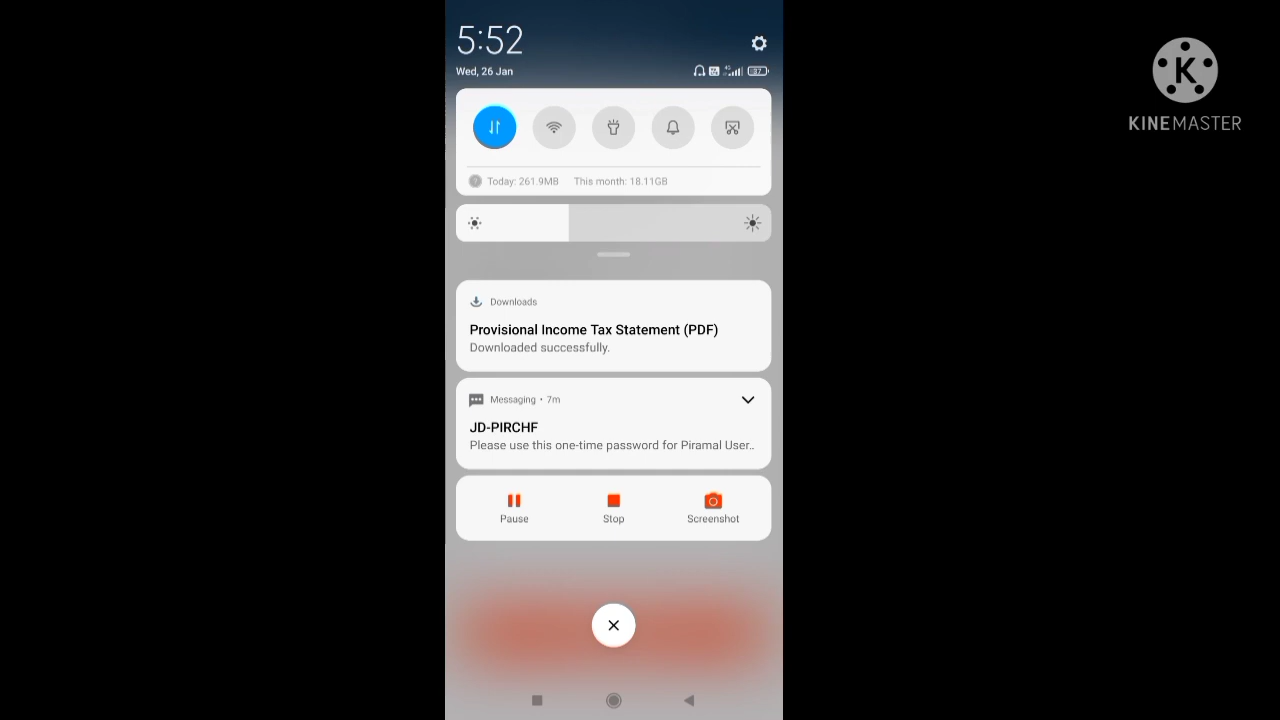 5:52
Wed, 26 Jan
37
Today: 261.9MB This month: 18.11GB
Downloads
Provisional Income Tax Statement (PDF)
Downloaded successfully.
Messaging • 7m
JD-PIRCHF
Please use this one-time password for Piramal User..
Pause Stop Screenshot
K
KINEMASTER